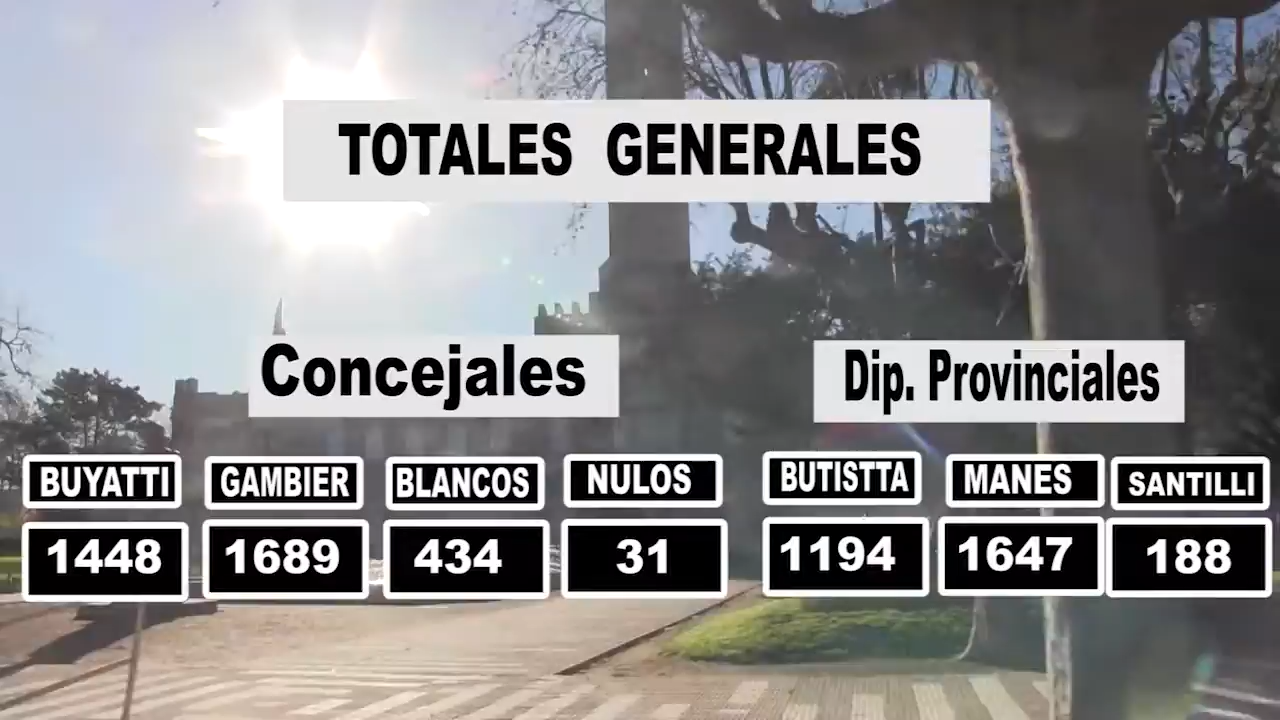 TOTALES GENERALES
Concejales
Dip. Provinciales
BUYATTI GAMBIER BLANCOS NULOS BUTISTTA MANES SANTILLI
1448 1689 434 31 1194 1647 188